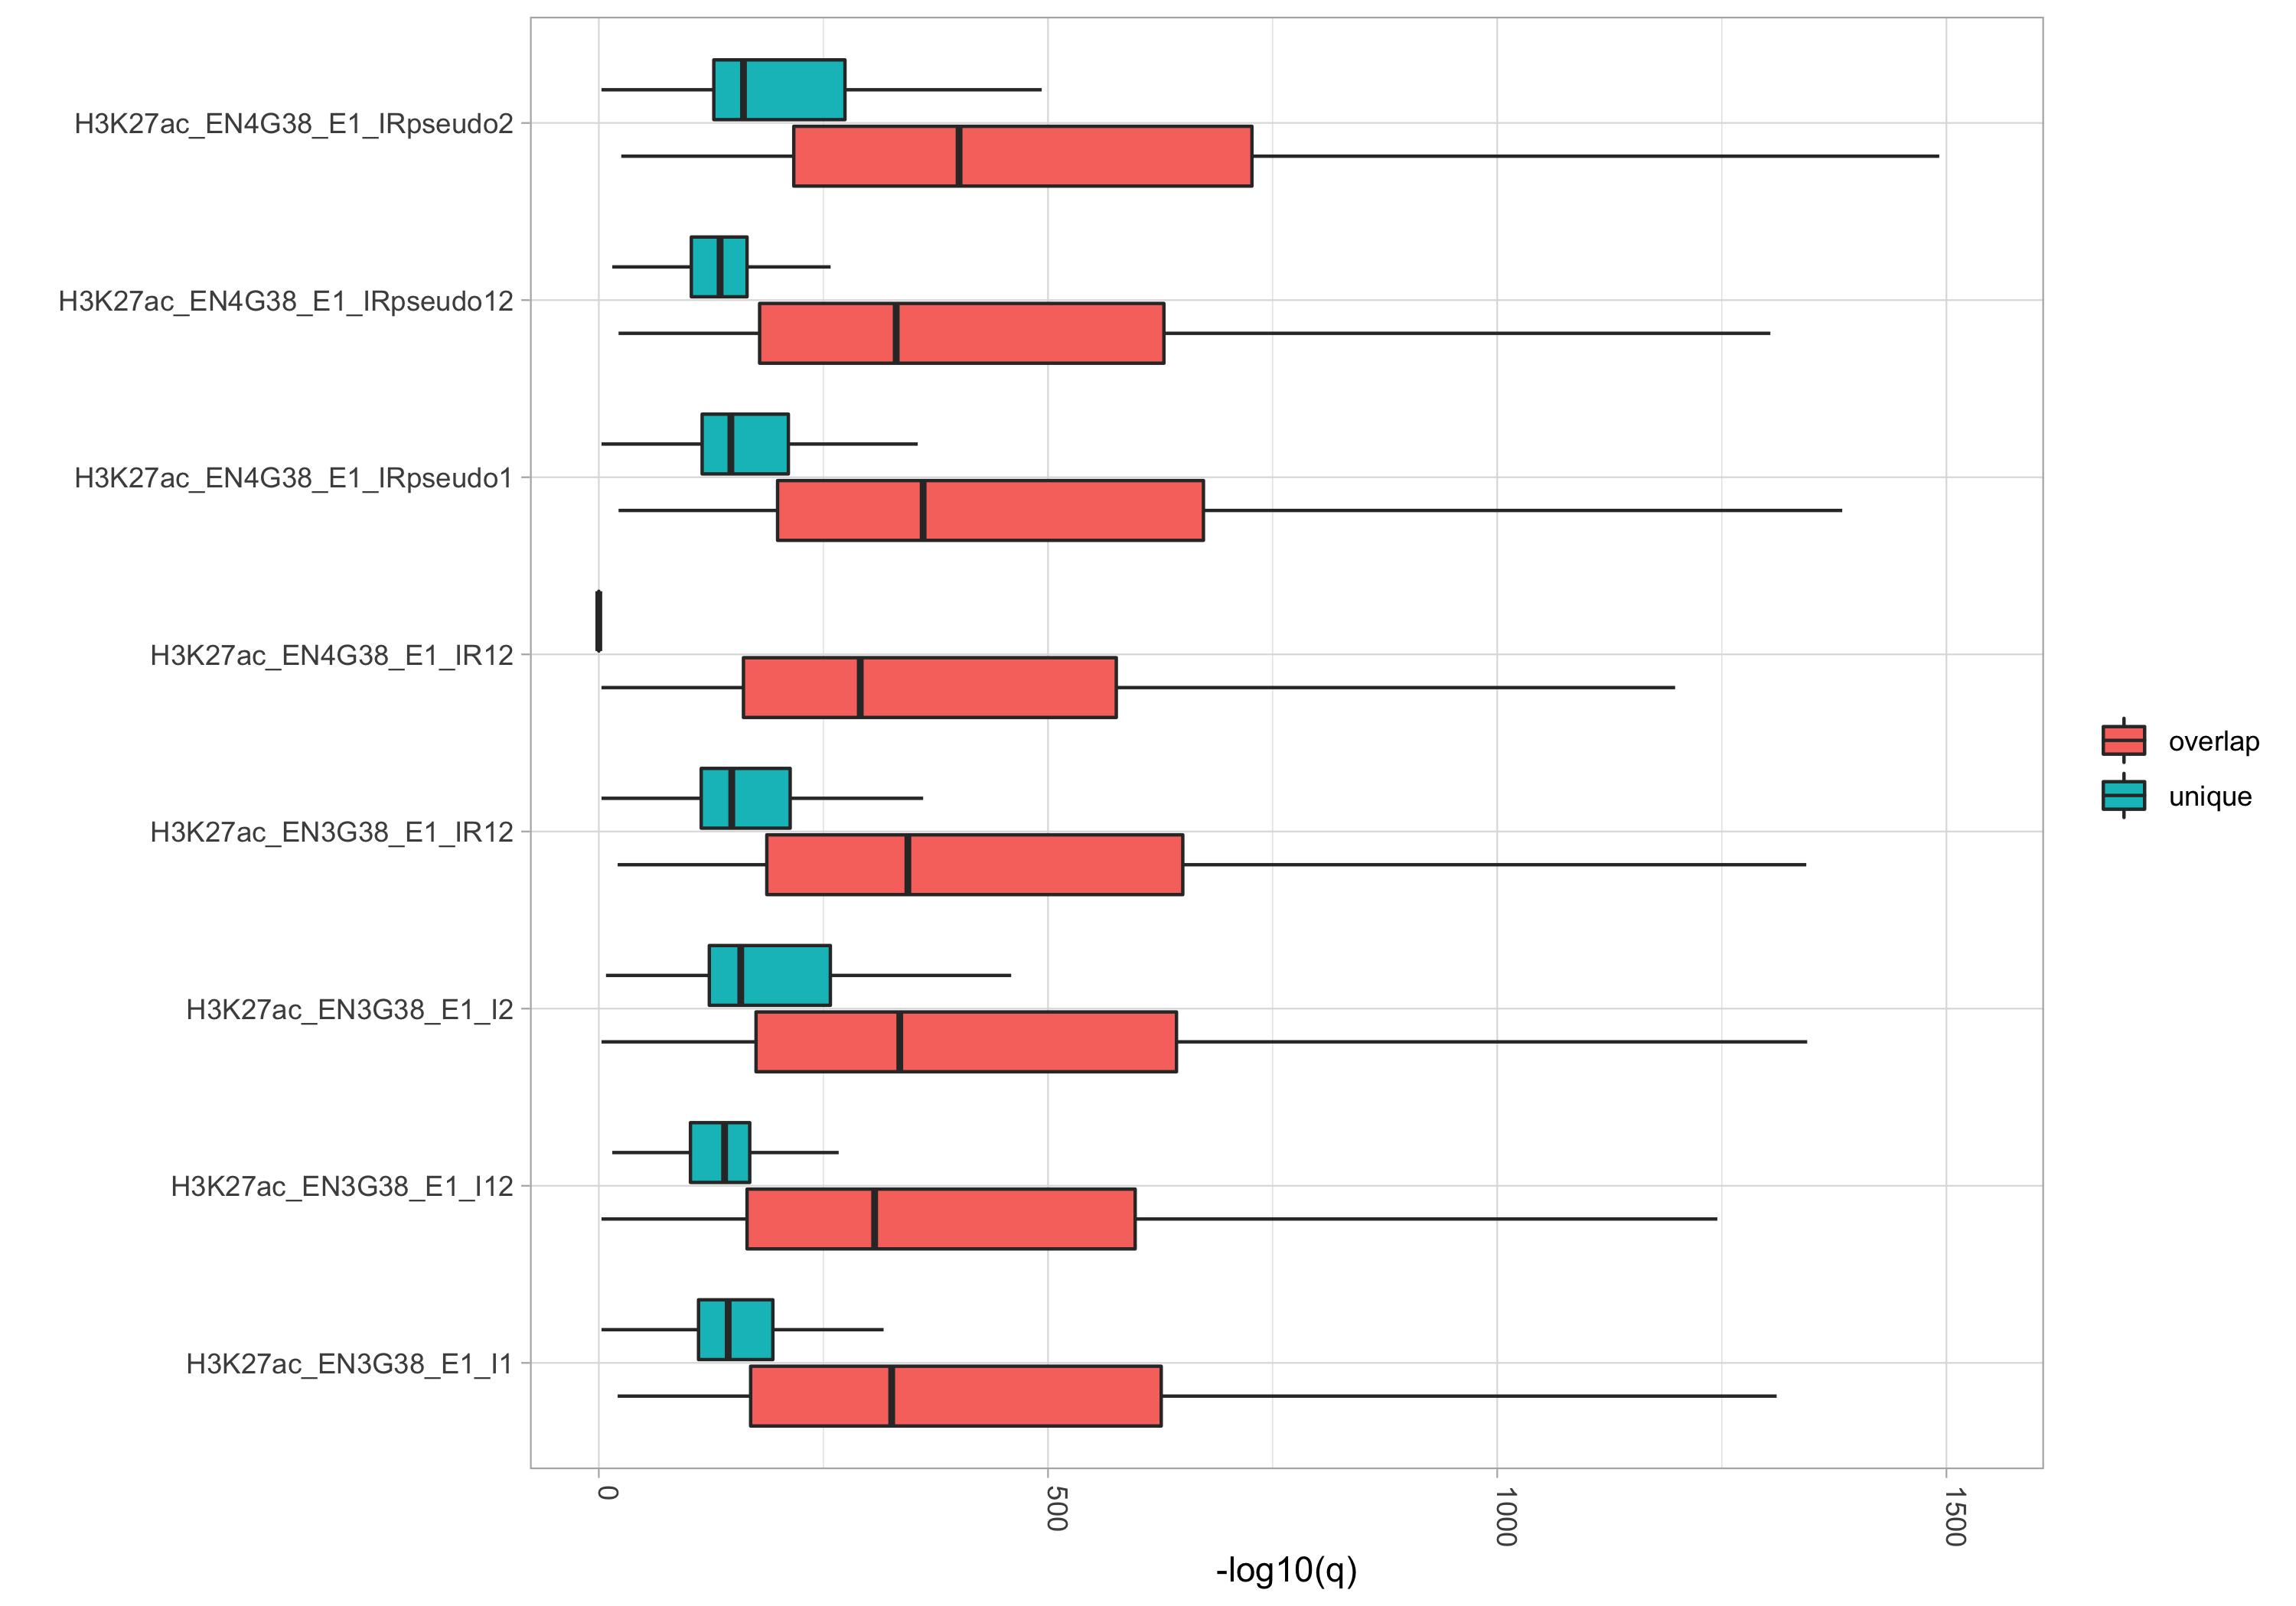 H3K27ac_EN4G38_E1_IRpseudo2
H3K27ac_EN4G38_E1_IRpseudo12
H3K27ac_EN4G38_E1_IRpseudo1
H3K27ac_EN4G38_E1_IR12
H3K27ac_EN3G38_E1_IR12
H3K27ac_EN3G38_E1_I2
H3K27ac_EN3G38_E1_I12
H3K27ac_EN3G38_E1_I1
0
500
1000
1500
-log10(q)
overlap
unique